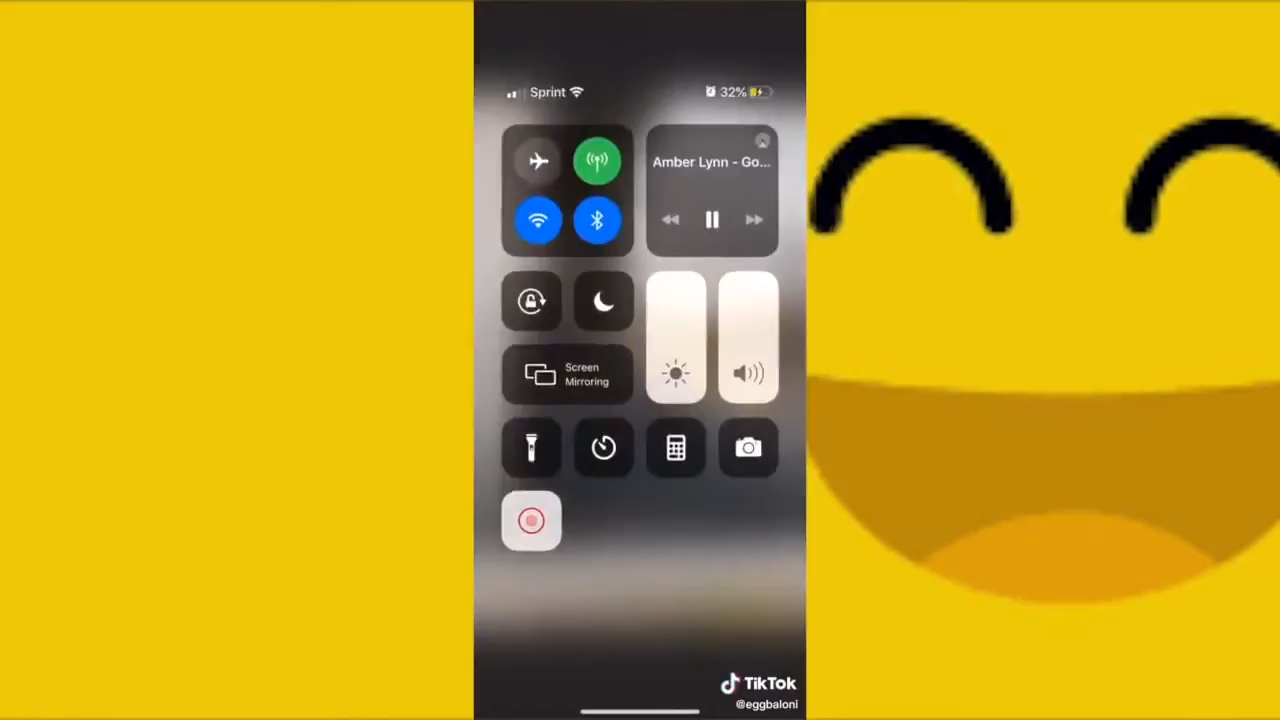 Sprint
32%
Amber Lynn - Go...
Screen
Mirroring
TikTok
@eggbaloni